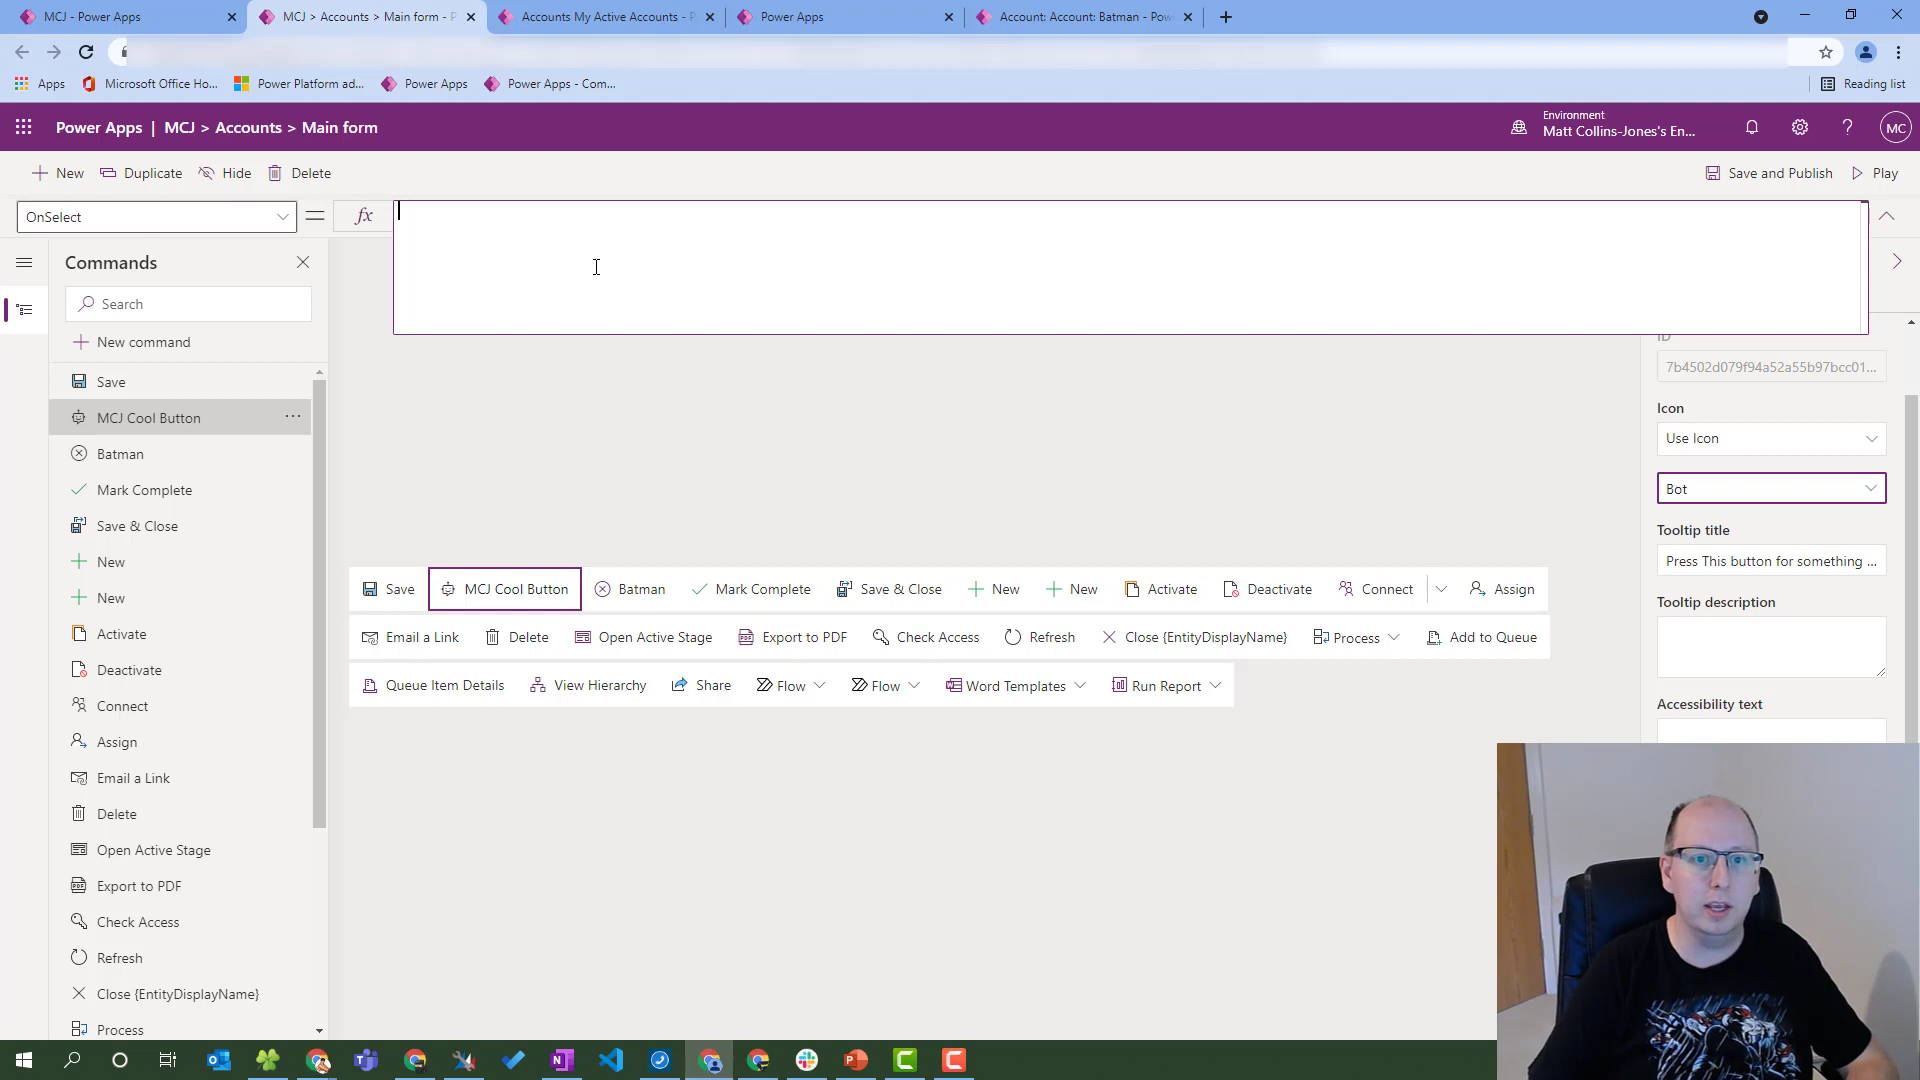 MCJ - Power Apps
MCJ > Accounts > Main form - P
Accounts My Active Accounts - P
Power Apps
Account: Account: Batman - Pow
Apps
Microsoft Office Ho...
Power Platform ad...
Power Apps
Power Apps - Com...
Reading list
Power Apps | MCJ > Accounts > Main form
Environment
Matt Collins-Jones's En...
MC
New
Duplicate
Hide
Delete
Save and Publish
Play
OnSelect
fx
Commands
Search
New command
Save
MCJ Cool Button
Batman
Mark Complete
Save & Close
New
New
Activate
Deactivate
Connect
Assign
Email a Link
Delete
Open Active Stage
Export to PDF
Check Access
Refresh
Close {EntityDisplayName}
Process
Save MCJ Cool Button Batman Mark Complete Save & Close New New Activate Deactivate Connect Assign
Email a Link Delete Open Active Stage Export to PDF Check Access Refresh Close {EntityDisplayName} Process Add to Queue
Queue Item Details View Hierarchy Share Flow Flow Word Templates Run Report
ID
7b4502d079f94a52a55b97bcc01...
Icon
Use Icon
Bot
Tooltip title
Press This button for something ...
Tooltip description
Accessibility text